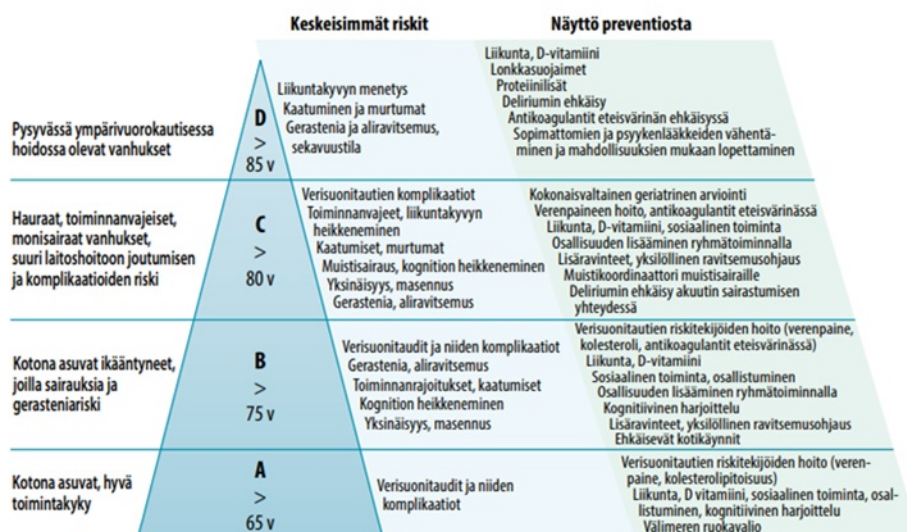 Keskeisimmät riskit
Näyttö preventiosta
Pysyvässä ympärivuorokautisessa
hoidossa olevat vanhukset
D
>
85 v
Liikuntakyvyn menetys
Kaatuminen ja murtumat
Gerastenia ja aliravitsemus,
sekavuustila
Liikunta, D-vitamiini
Lonkkasuojaimet
Proteiinilisät
Deliriumin ehkäisy
Antikoagulantit eteisvärinän ehkäisyssä
Sopimattomien ja psyykenlääkkeiden vähentä-
minen ja mahdollisuuksien mukaan lopettaminen
Hauraat, toiminnanvajeiset,
monisairaat vanhukset,
suuri laitoshoitoon joutumisen
ja komplikaatioiden riski
C
>
80 v
Verisuonitautien komplikaatiot
Toiminnanvajeet, liikuntakyvyn
heikkeneminen
Kaatumiset, murtumat
Muistisairaus, kognition heikkeneminen
Yksinäisyys, masennus
Gerastenia, aliravitsemus
Kokonaisvaltainen geriatrinen arviointi
Verenpaineen hoito, antikoagulantit eteisvärinässä
Liikunta, D-vitamiini, sosiaalinen toiminta
Osallisuuden lisääminen ryhmätoiminnalla
Lisäravinteet, yksilöllinen ravitsemusohjaus
Muistikoordinaattori muistisairaille
Deliriumin ehkäisy akuutin sairastumisen
yhteydessä
Kotona asuvat ikääntyneet,
joilla sairauksia ja
gerasteniariski
B
>
75 v
Verisuonitaudit ja niiden komplikaatiot
Gerastenia, aliravitsemus
Toiminnanrajoitukset, kaatumiset
Kognition heikkeneminen
Yksinäisyys, masennus
Verisuonitautien riskitekijöiden hoito (verenpaine,
kolesteroli, antikoagulantit eteisvärinässä)
Liikunta, D-vitamiini
Sosiaalinen toiminta, osallistuminen
Osallisuuden lisääminen ryhmätoiminnalla
Kognitiivinen harjoittelu
Lisäravinteet, yksilöllinen ravitsemusohjaus
Ehkäisevät kotikäynnit
Kotona asuvat, hyvä
toimintakyky
A
>
65 v
Verisuonitaudit ja niiden
komplikaatiot
Verisuonitautien riskitekijöiden hoito (veren-
paine, kolesterolipitoisuus)
Liikunta, D vitamiini, sosiaalinen toiminta, osal-
listuminen, kognitiivinen harjoittelu
Välimeren ruokavalio